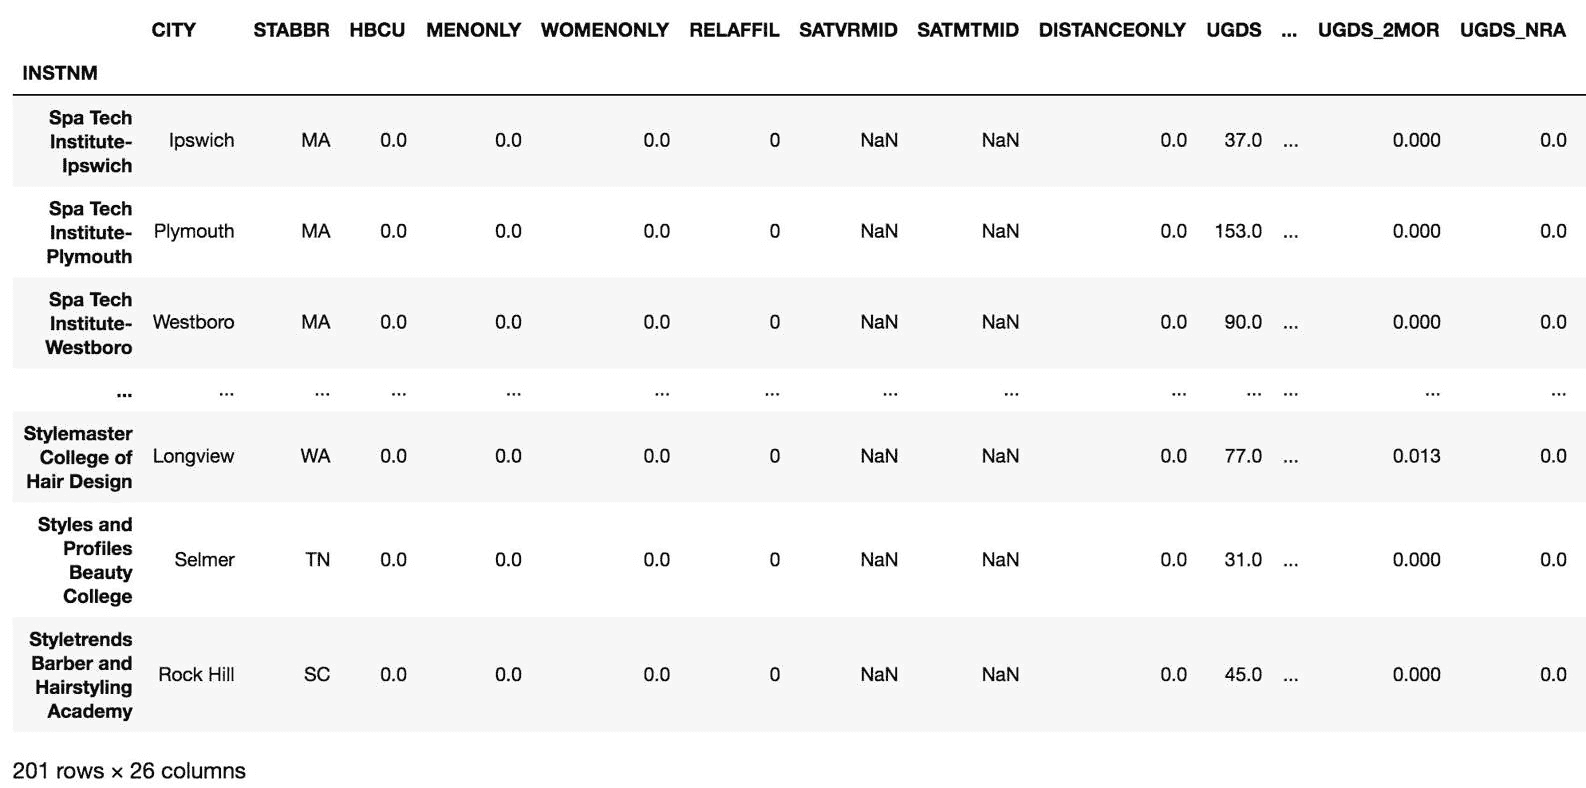 CITY STABBR HBCU MENONLY WOMENONLY RELAFFIL SATVRMID SATMTMID DISTANCEONLY UGDS ... UGDS_2MOR UGDS_NRA
INSTNM
Spa Tech
Institute-
Ipswich
Ipswich MA 0.0 0.0 0.0 0 NaN NaN 0.0 37.0 ... 0.000 0.0
Spa Tech
Institute-
Plymouth
Plymouth MA 0.0 0.0 0.0 0 NaN NaN 0.0 153.0 ... 0.000 0.0
Spa Tech
Institute-
Westboro
Westboro MA 0.0 0.0 0.0 0 NaN NaN 0.0 90.0 ... 0.000 0.0
... ... ... ... ... ... ... ... ... ... ... ... ... ...
Stylemaster
College of
Hair Design
Longview WA 0.0 0.0 0.0 0 NaN NaN 0.0 77.0 ... 0.013 0.0
Styles and
Profiles
Beauty
College
Selmer TN 0.0 0.0 0.0 0 NaN NaN 0.0 31.0 ... 0.000 0.0
Styletrends
Barber and
Hairstyling
Academy
Rock Hill SC 0.0 0.0 0.0 0 NaN NaN 0.0 45.0 ... 0.000 0.0
201 rows × 26 columns